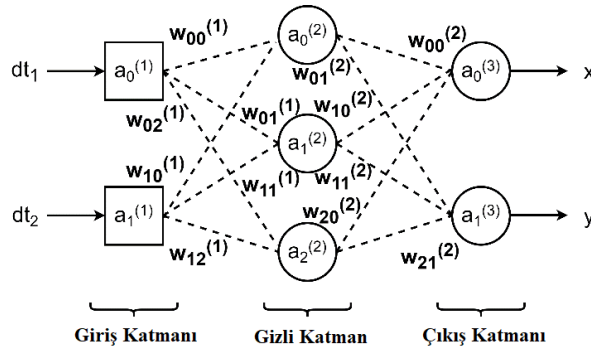 w₀₀⁽¹⁾
a₀⁽²⁾
w₀₀⁽²⁾
dt₁
a₀⁽¹⁾
w₀₁⁽²⁾
a₀⁽³⁾
x
w₀₂⁽¹⁾
w₀₁⁽¹⁾
w₁₀⁽²⁾
a₁⁽²⁾
w₁₀⁽¹⁾
w₁₁⁽¹⁾
w₁₁⁽²⁾
dt₂
a₁⁽¹⁾
w₂₀⁽²⁾
a₁⁽³⁾
y
w₁₂⁽¹⁾
a₂⁽²⁾
w₂₁⁽²⁾
Giriş Katmanı
Gizli Katman
Çıkış Katmanı